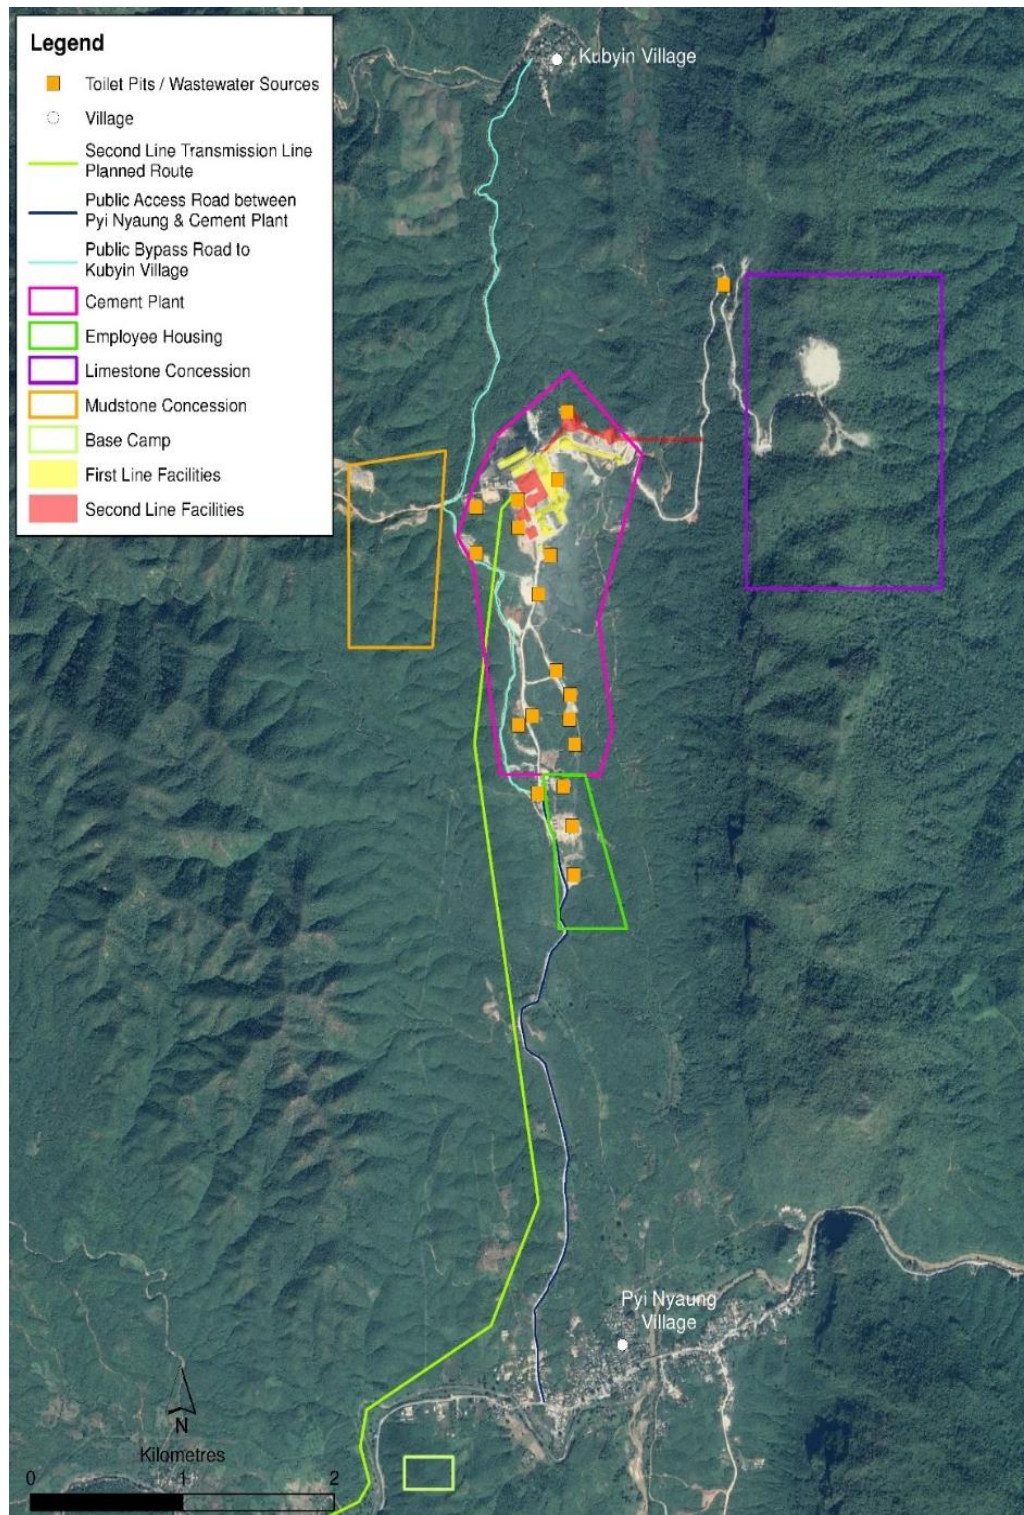 Legend
Toilet Pits / Wastewater Sources
Village
Second Line Transmission Line
Planned Route
Public Access Road between
Pyi Nyaung & Cement Plant
Public Bypass Road to
Kubyin Village
Cement Plant
Employee Housing
Limestone Concession
Mudstone Concession
Base Camp
First Line Facilities
Second Line Facilities
Kubyin Village
Pyi Nyaung
Village
N
Kilometres
0 1 2